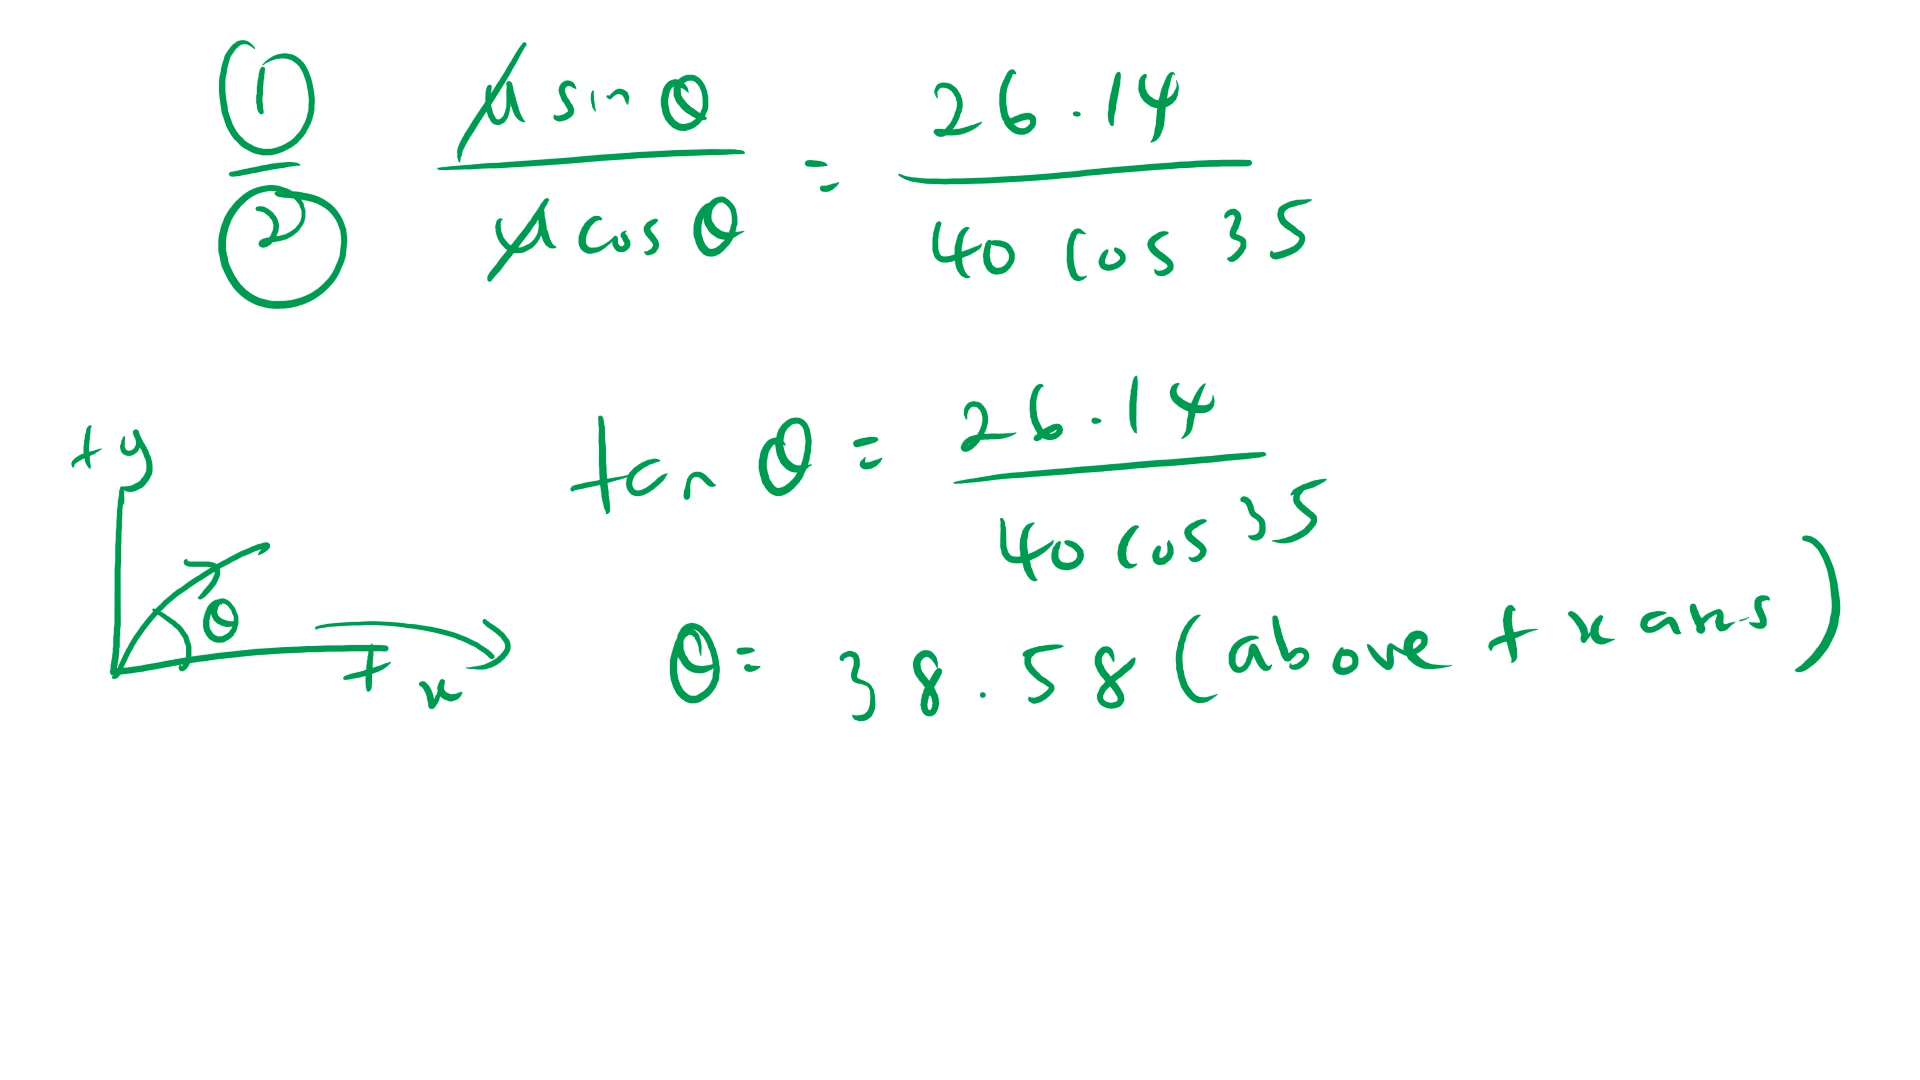 ① / ② u sin θ / u cos θ = 26.14 / 40 cos 35
tan θ = 26.14 / 40 cos 35
+y
θ
+x
θ = 38.58 (above + x axis)